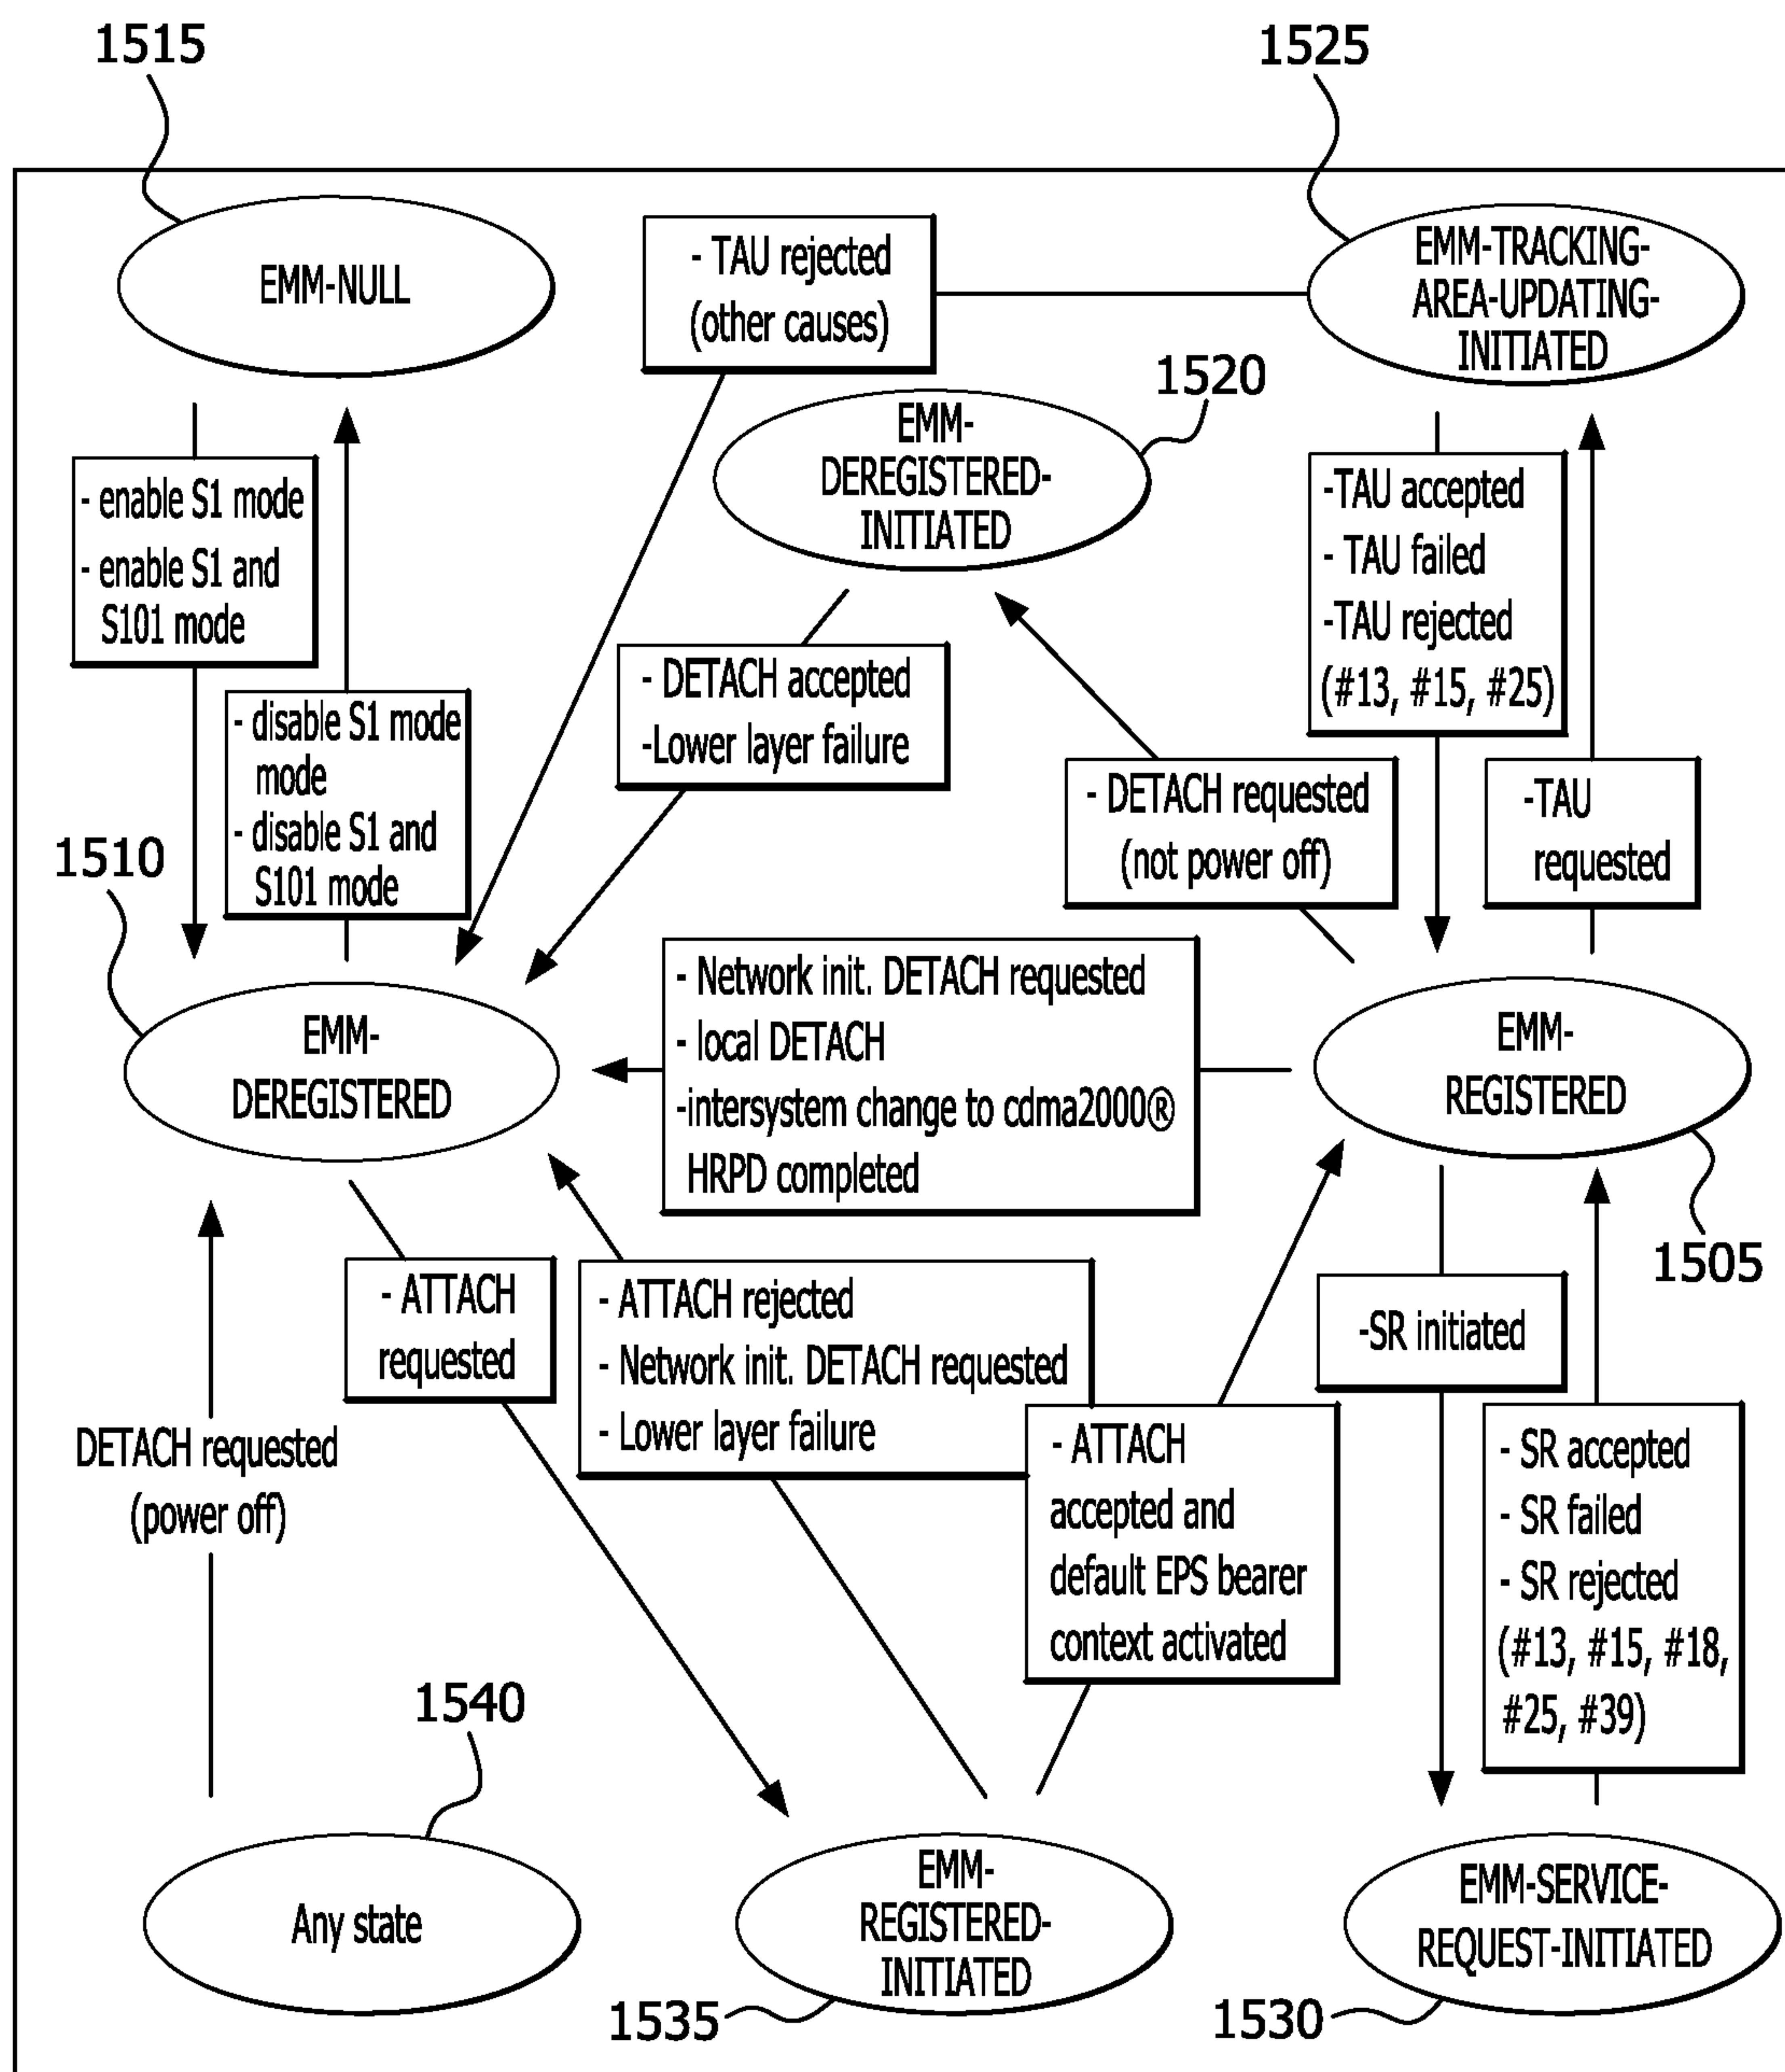 1515
1525
EMM-NULL
- TAU rejected
(other causes)
EMM-TRACKING-
AREA-UPDATING-
INITIATED
1520
EMM-
DEREGISTERED-
INITIATED
- enable S1 mode
- enable S1 and
S101 mode
-TAU accepted
- TAU failed
-TAU rejected
(#13, #15, #25)
- DETACH accepted
-Lower layer failure
- disable S1 mode
mode
- disable S1 and
S101 mode
- DETACH requested
(not power off)
-TAU
requested
1510
- Network init. DETACH requested
- local DETACH
-intersystem change to cdma2000®
HRPD completed
EMM-
DEREGISTERED
EMM-
REGISTERED
1505
- ATTACH
requested
- ATTACH rejected
- Network init. DETACH requested
- Lower layer failure
-SR initiated
DETACH requested
(power off)
- ATTACH
accepted and
default EPS bearer
context activated
- SR accepted
- SR failed
- SR rejected
(#13, #15, #18,
#25, #39)
1540
Any state
EMM-
REGISTERED-
INITIATED
EMM-SERVICE-
REQUEST-INITIATED
1535
1530